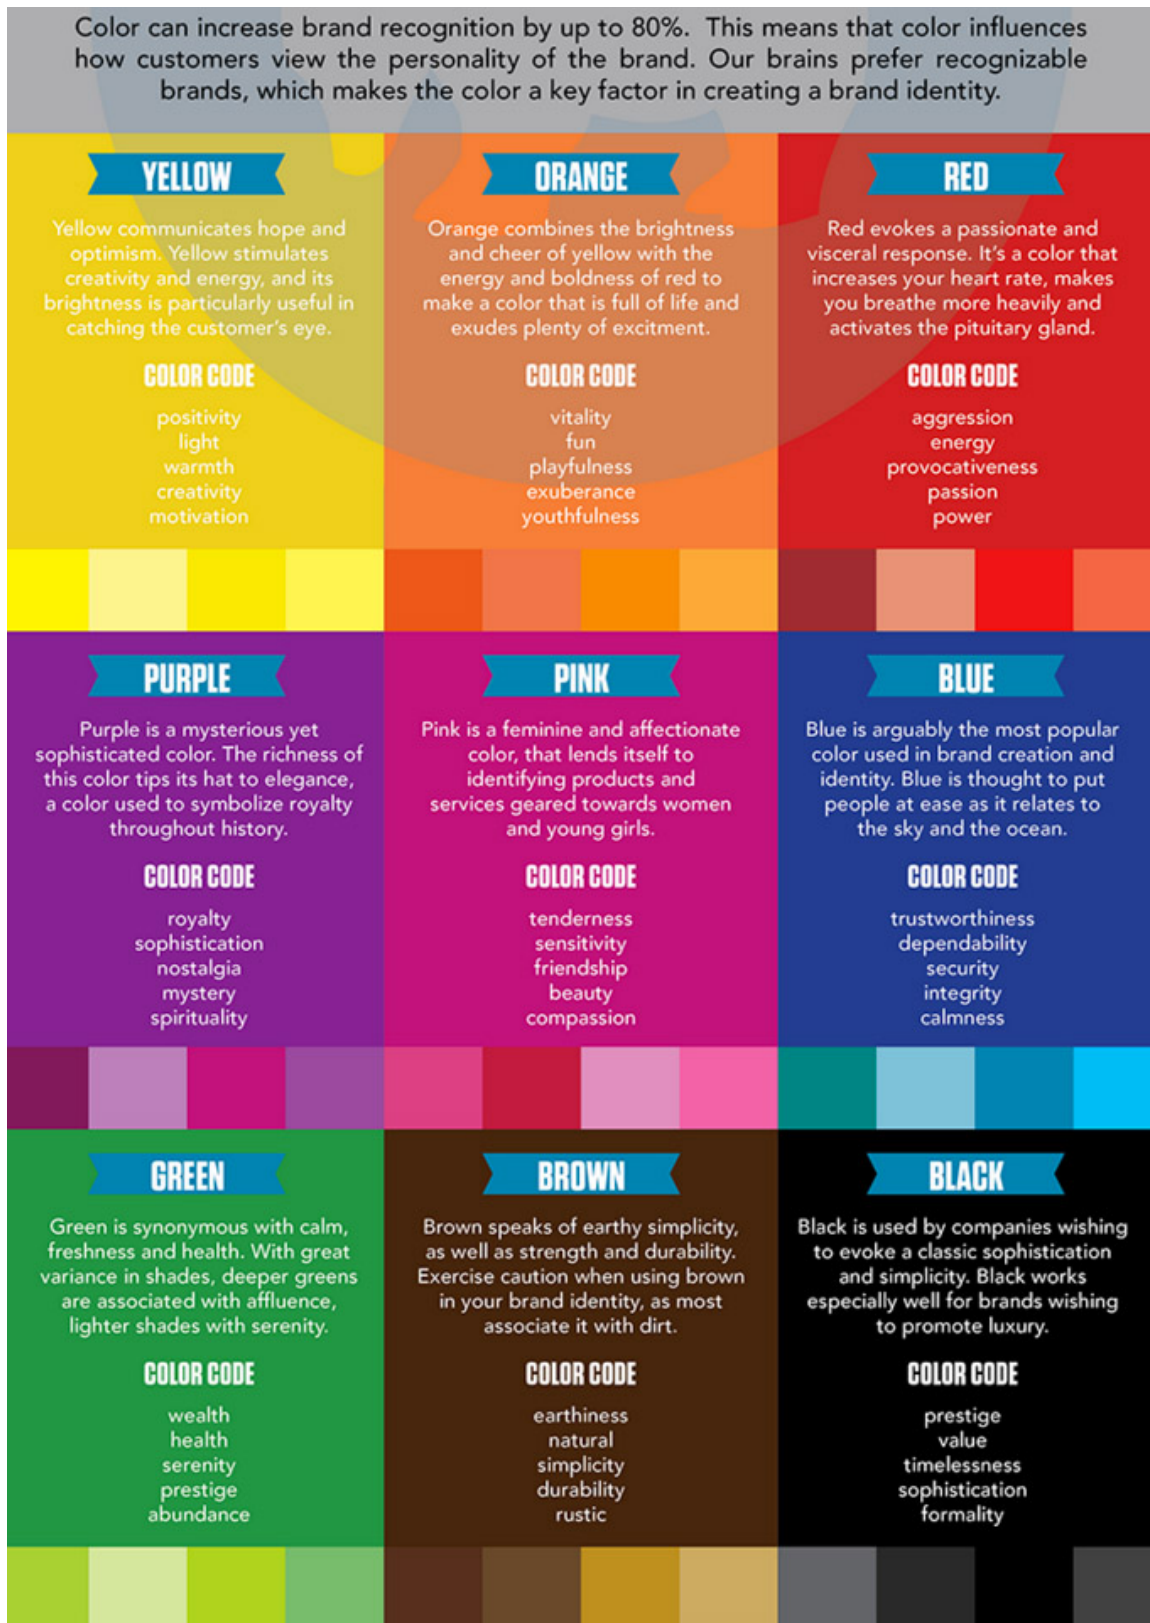 Color can increase brand recognition by up to 80%. This means that color influences
how customers view the personality of the brand. Our brains prefer recognizable
brands, which makes the color a key factor in creating a brand identity.
YELLOW
Yellow communicates hope and
optimism. Yellow stimulates
creativity and energy, and its
brightness is particularly useful in
catching the customer's eye.
COLOR CODE
positivity
light
warmth
creativity
motivation
ORANGE
Orange combines the brightness
and cheer of yellow with the
energy and boldness of red to
make a color that is full of life and
exudes plenty of excitment.
COLOR CODE
vitality
fun
playfulness
exuberance
youthfulness
RED
Red evokes a passionate and
visceral response. It's a color that
increases your heart rate, makes
you breathe more heavily and
activates the pituitary gland.
COLOR CODE
aggression
energy
provocativeness
passion
power
PURPLE
Purple is a mysterious yet
sophisticated color. The richness of
this color tips its hat to elegance,
a color used to symbolize royalty
throughout history.
COLOR CODE
royalty
sophistication
nostalgia
mystery
spirituality
PINK
Pink is a feminine and affectionate
color, that lends itself to
identifying products and
services geared towards women
and young girls.
COLOR CODE
tenderness
sensitivity
friendship
beauty
compassion
BLUE
Blue is arguably the most popular
color used in brand creation and
identity. Blue is thought to put
people at ease as it relates to
the sky and the ocean.
COLOR CODE
trustworthiness
dependability
security
integrity
calmness
GREEN
Green is synonymous with calm,
freshness and health. With great
variance in shades, deeper greens
are associated with affluence,
lighter shades with serenity.
COLOR CODE
wealth
health
serenity
prestige
abundance
BROWN
Brown speaks of earthy simplicity,
as well as strength and durability.
Exercise caution when using brown
in your brand identity, as most
associate it with dirt.
COLOR CODE
earthiness
natural
simplicity
durability
rustic
BLACK
Black is used by companies wishing
to evoke a classic sophistication
and simplicity. Black works
especially well for brands wishing
to promote luxury.
COLOR CODE
prestige
value
timelessness
sophistication
formality